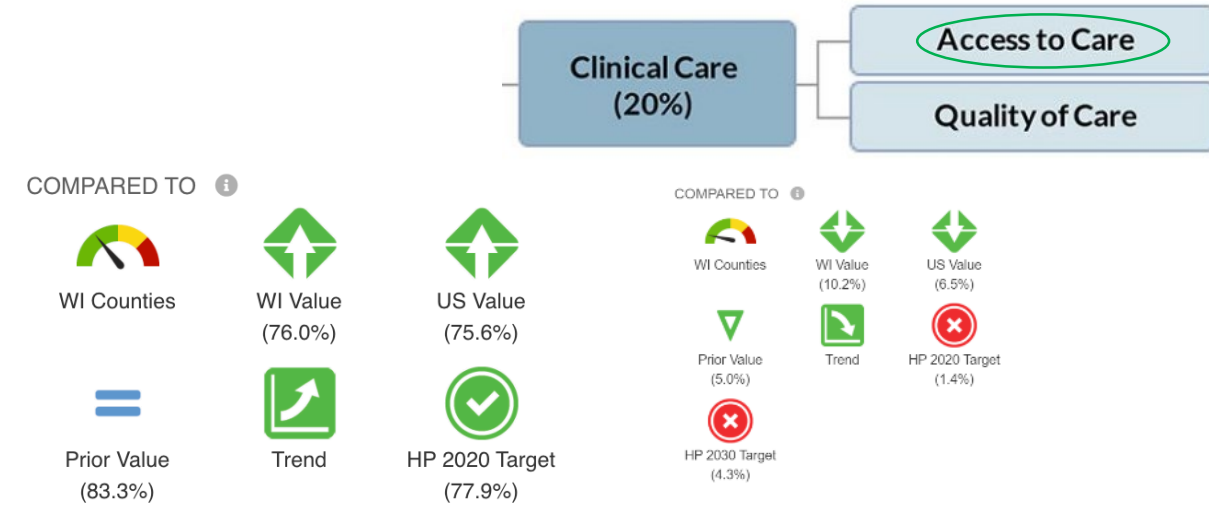 Clinical Care
(20%)
Access to Care
Quality of Care
COMPARED TO
WI Counties
WI Value
(76.0%)
US Value
(75.6%)
Prior Value
(83.3%)
Trend
HP 2020 Target
(77.9%)
COMPARED TO
WI Counties
WI Value
(10.2%)
US Value
(6.5%)
Prior Value
(5.0%)
Trend
HP 2020 Target
(1.4%)
HP 2030 Target
(4.3%)